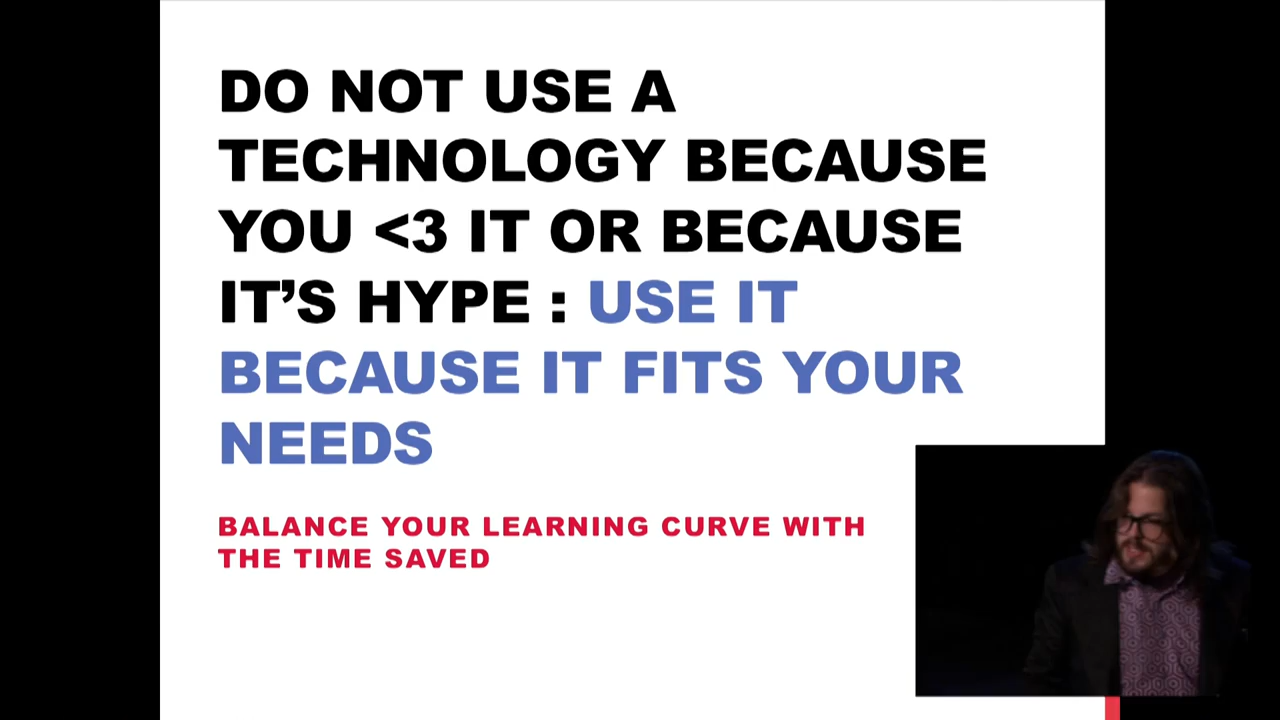 DO NOT USE A
TECHNOLOGY BECAUSE
YOU <3 IT OR BECAUSE
IT’S HYPE : USE IT
BECAUSE IT FITS YOUR
NEEDS
BALANCE YOUR LEARNING CURVE WITH
THE TIME SAVED